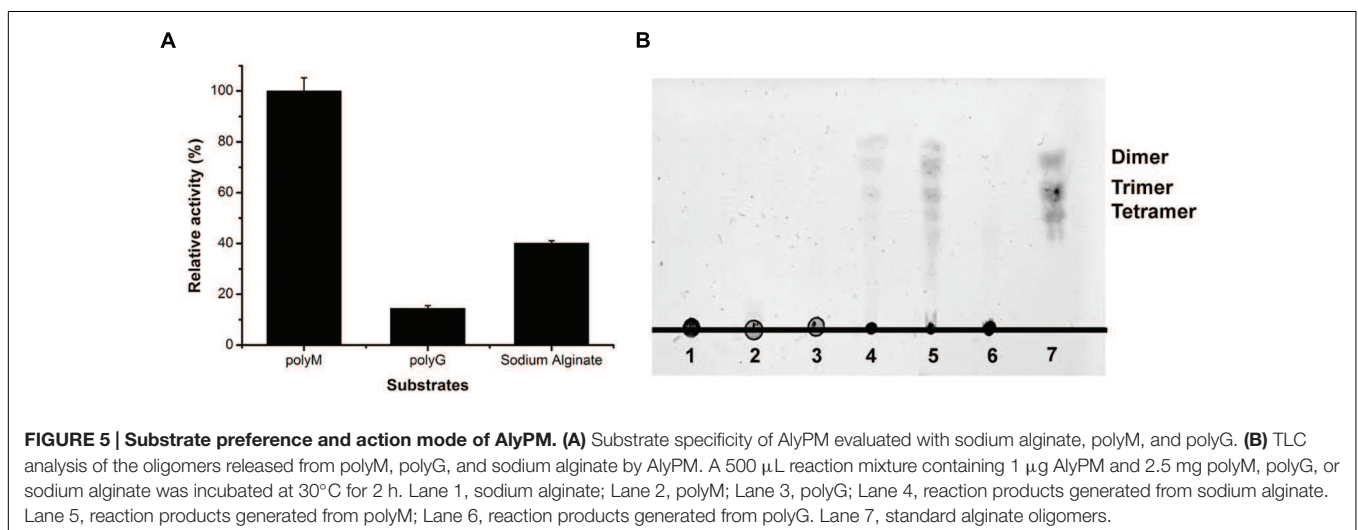 A
B
100
80
60
40
20
0
Relative activity (%)
polyM polyG Sodium Alginate
Substrates
Dimer
Trimer
Tetramer
1 2 3 4 5 6 7
FIGURE 5 | Substrate preference and action mode of AlyPM. (A) Substrate specificity of AlyPM evaluated with sodium alginate, polyM, and polyG. (B) TLC
analysis of the oligomers released from polyM, polyG, and sodium alginate by AlyPM. A 500 μL reaction mixture containing 1 μg AlyPM and 2.5 mg polyM, polyG, or
sodium alginate was incubated at 30°C for 2 h. Lane 1, sodium alginate; Lane 2, polyM; Lane 3, polyG; Lane 4, reaction products generated from sodium alginate.
Lane 5, reaction products generated from polyM; Lane 6, reaction products generated from polyG. Lane 7, standard alginate oligomers.